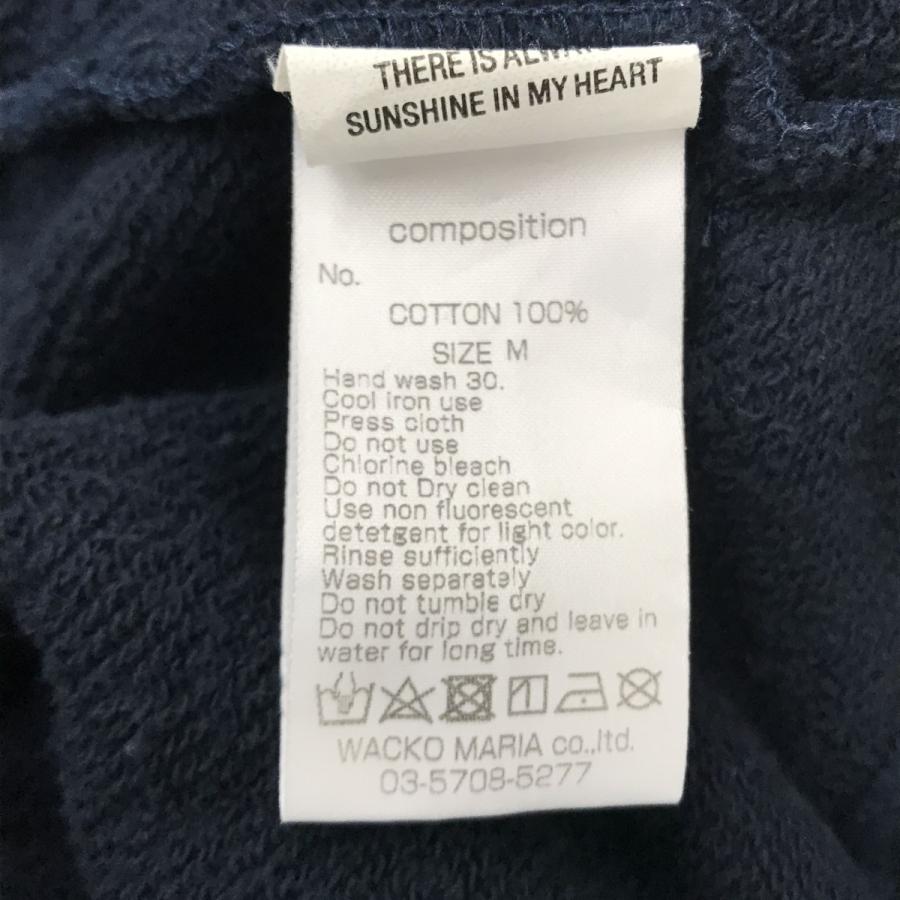 THERE IS ALWAYS
SUNSHINE IN MY HEART
composition
No.
COTTON 100%
SIZE M
Hand wash 30.
Cool iron use
Press cloth
Do not use
Chlorine bleach
Do not Dry clean
Use non fluorescent
detetgent for light color.
Rinse sufficiently
Wash separately
Do not tumble dry
Do not drip dry and leave in
water for long time.
WACKO MARIA co.,ltd.
03-5708-5277